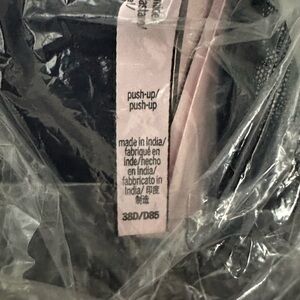 push-up/
push-up
made in India/
fabriqué en
Inde/hecho
en India/
fabbricato in
India/ 印度
制造
38D/D85